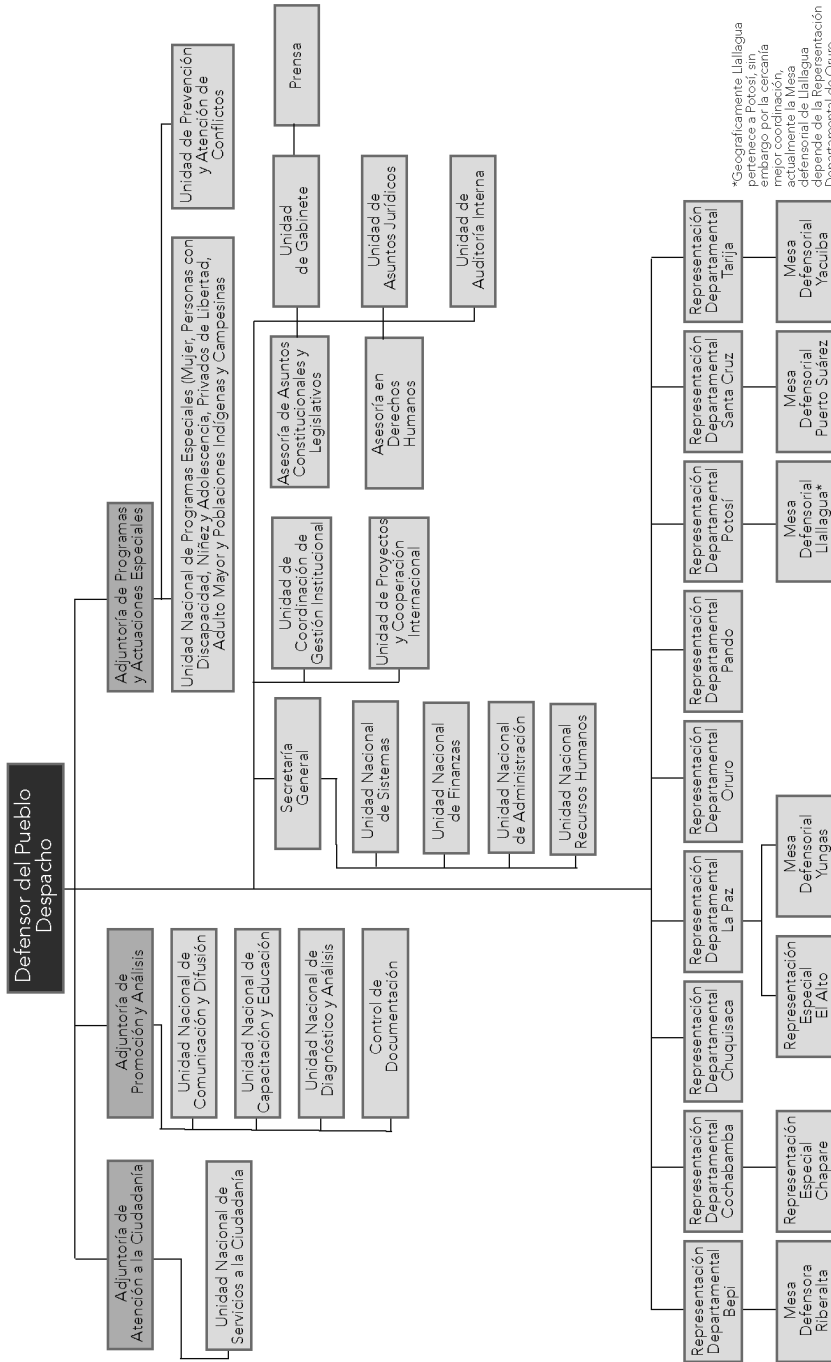 Defensor del Pueblo
Despacho
Adjuntoría de
Atención a la Ciudadanía
Unidad Nacional de
Servicios a la Ciudadanía
Adjuntoría de
Promoción y Análisis
Unidad Nacional de
Comunicación y Difusión
Unidad Nacional de
Capacitación y Educación
Unidad Nacional de
Diagnóstico y Análisis
Control de
Documentación
Adjuntoría de Programas
y Actuaciones Especiales
Unidad Nacional de Programas Especiales (Mujer, Personas con
Discapacidad, Niñez y Adolescencia, Privados de Libertad,
Adulto Mayor y Poblaciones Indígenas y Campesinas
Unidad de Prevención
y Atención de
Conflictos
Secretaría
General
Unidad Nacional
de Sistemas
Unidad Nacional
de Finanzas
Unidad Nacional
de Administración
Unidad Nacional
Recursos Humanos
Unidad de
Coordinación de
Gestión Institucional
Unidad de Proyectos
y Cooperación
Internacional
Asesoría de Asuntos
Constitucionales y
Legislativos
Asesoría en
Derechos
Humanos
Unidad
de Gabinete
Prensa
Unidad de
Asuntos Jurídicos
Unidad de
Auditoría Interna
Representación
Departamental
Bepi
Mesa
Defensora
Riberalta
Representación
Departamental
Cochabamba
Representación
Especial
Chapare
Representación
Departamental
Chuquisaca
Representación
Departamental
La Paz
Representación
Especial
El Alto
Mesa
Defensorial
Yungas
Representación
Departamental
Oruro
Representación
Departamental
Pando
Representación
Departamental
Potosí
Mesa
Defensorial
Llallagua*
Representación
Departamental
Santa Cruz
Mesa
Defensorial
Puerto Suárez
Representación
Departamental
Tarija
Mesa
Defensorial
Yacuiba
*Geograficamente Llallagua
pertenece a Potosí, sin
embargo por la cercanía
mejor coordinación,
actualmente la Mesa
defensorial de Llallagua
depende de la Repersentación
Departamental de Oruro